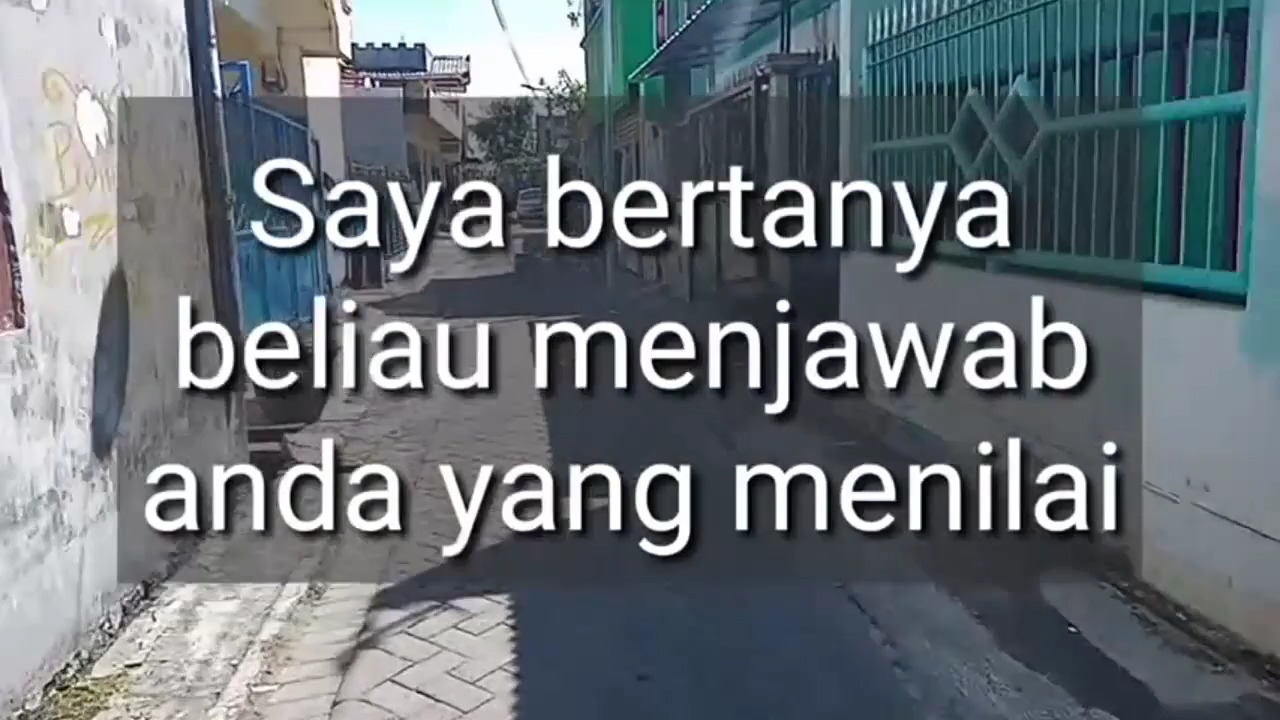 Saya bertanya
beliau menjawab
anda yang menilai